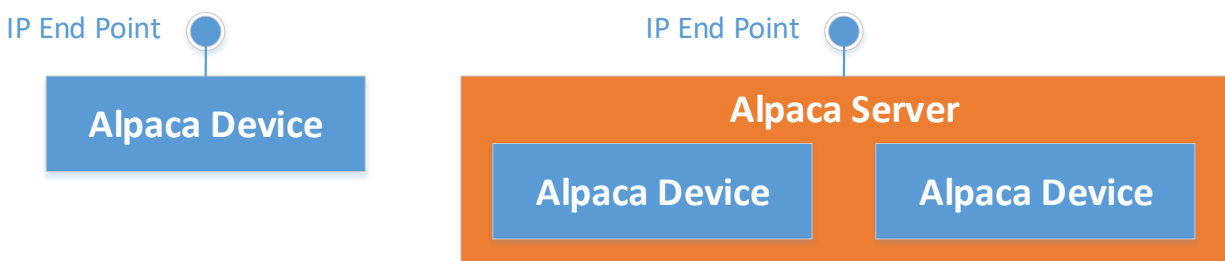 IP End Point
Alpaca Device
IP End Point
Alpaca Server
Alpaca Device
Alpaca Device